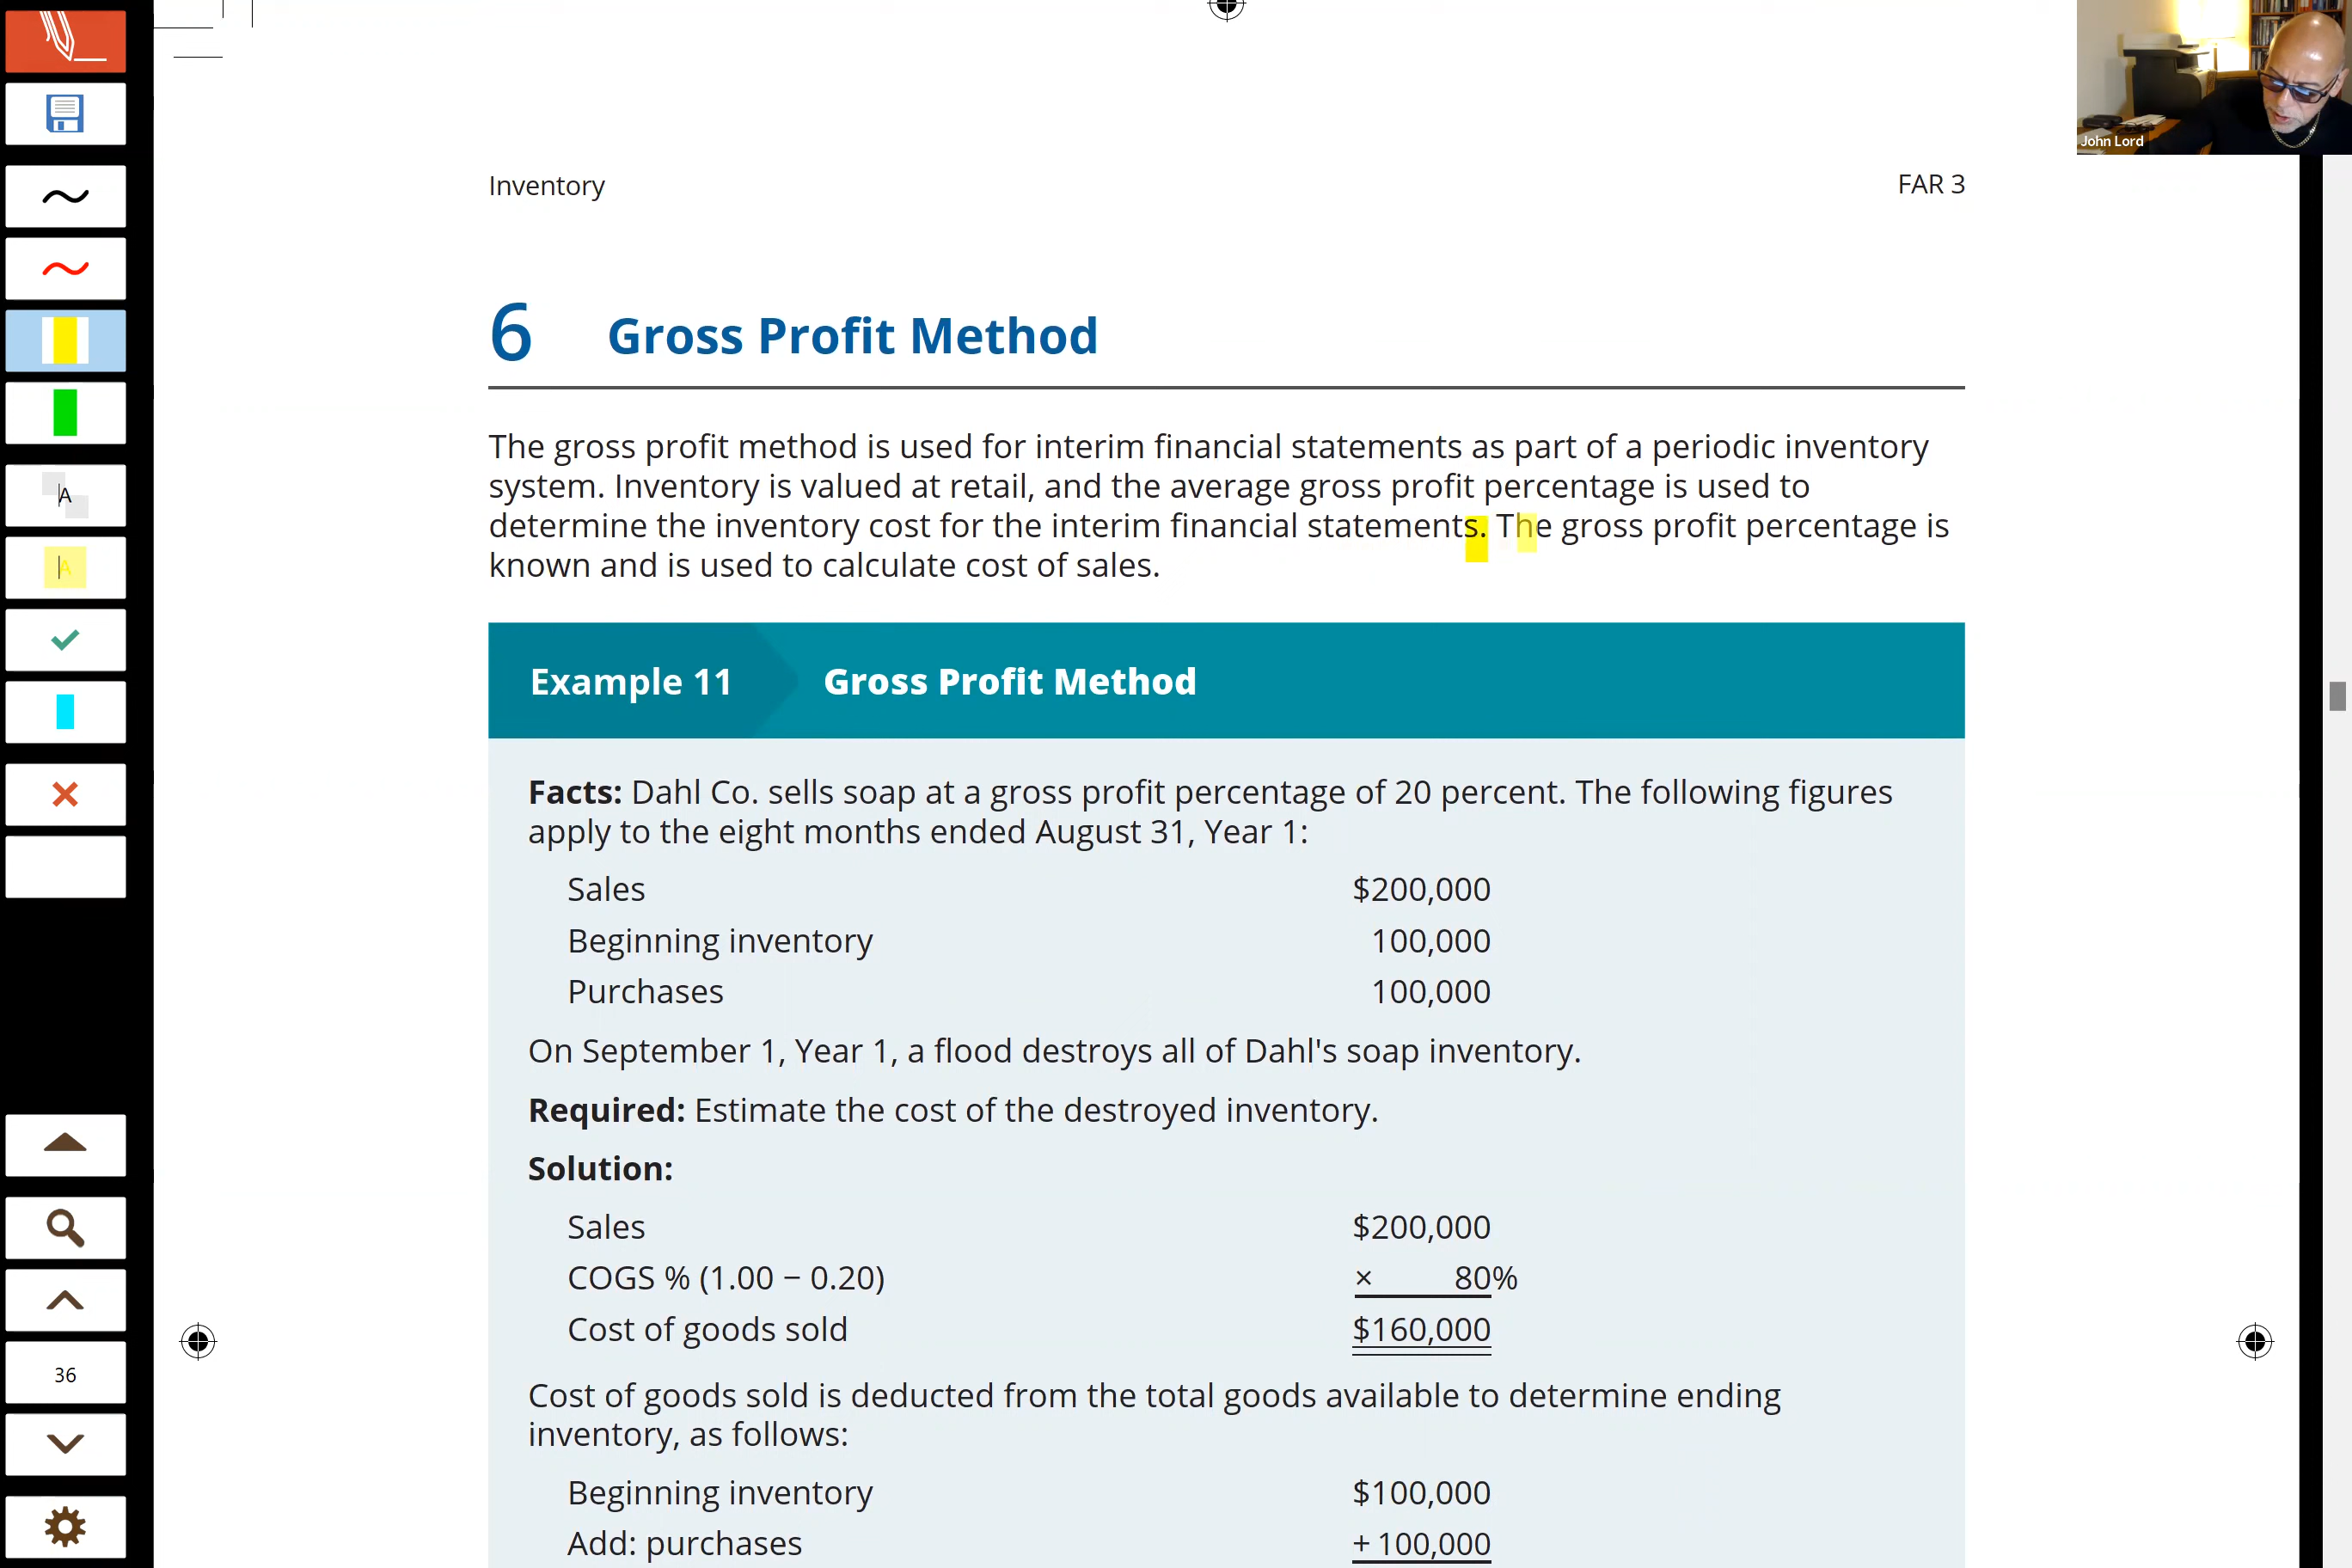 John Lord
Inventory FAR 3
6 Gross Profit Method
The gross profit method is used for interim financial statements as part of a periodic inventory
system. Inventory is valued at retail, and the average gross profit percentage is used to
determine the inventory cost for the interim financial statements. The gross profit percentage is
known and is used to calculate cost of sales.
Example 11 Gross Profit Method
Facts: Dahl Co. sells soap at a gross profit percentage of 20 percent. The following figures
apply to the eight months ended August 31, Year 1:
Sales $200,000
Beginning inventory 100,000
Purchases 100,000
On September 1, Year 1, a flood destroys all of Dahl's soap inventory.
Required: Estimate the cost of the destroyed inventory.
Solution:
Sales $200,000
COGS % (1.00 − 0.20) × 80%
Cost of goods sold $160,000
Cost of goods sold is deducted from the total goods available to determine ending
inventory, as follows:
Beginning inventory $100,000
Add: purchases + 100,000
A
A
36